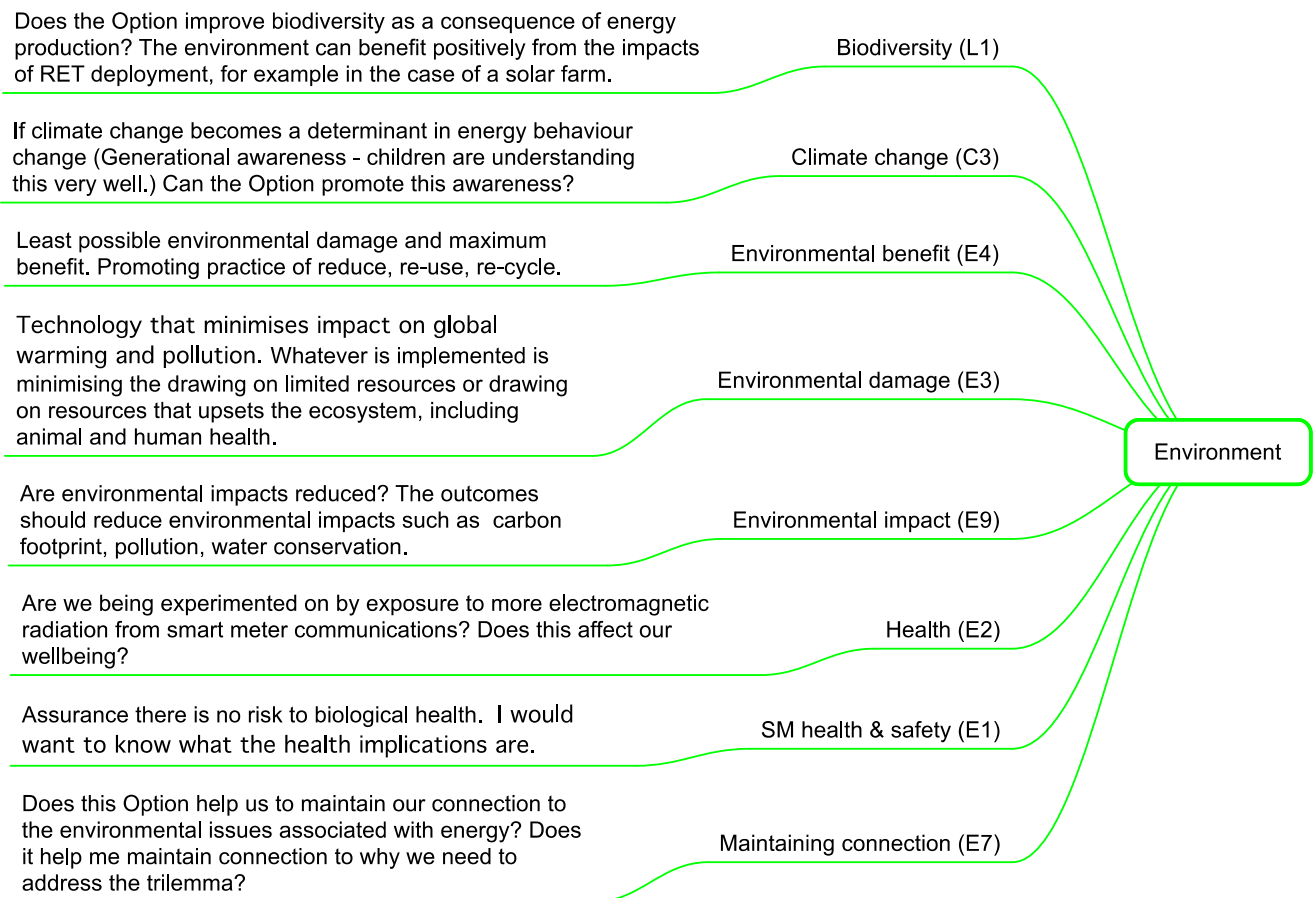 Does the Option improve biodiversity as a consequence of energy
production? The environment can benefit positively from the impacts
of RET deployment, for example in the case of a solar farm.
Biodiversity (L1)
If climate change becomes a determinant in energy behaviour
change (Generational awareness - children are understanding
this very well.) Can the Option promote this awareness?
Climate change (C3)
Least possible environmental damage and maximum
benefit. Promoting practice of reduce, re-use, re-cycle.
Environmental benefit (E4)
Technology that minimises impact on global
warming and pollution. Whatever is implemented is
minimising the drawing on limited resources or drawing
on resources that upsets the ecosystem, including
animal and human health.
Environmental damage (E3)
Environment
Are environmental impacts reduced? The outcomes
should reduce environmental impacts such as  carbon
footprint, pollution, water conservation.
Environmental impact (E9)
Are we being experimented on by exposure to more electromagnetic
radiation from smart meter communications? Does this affect our
wellbeing?
Health (E2)
Assurance there is no risk to biological health.  I would
want to know what the health implications are.
SM health & safety (E1)
Does this Option help us to maintain our connection to
the environmental issues associated with energy? Does
it help me maintain connection to why we need to
address the trilemma?
Maintaining connection (E7)